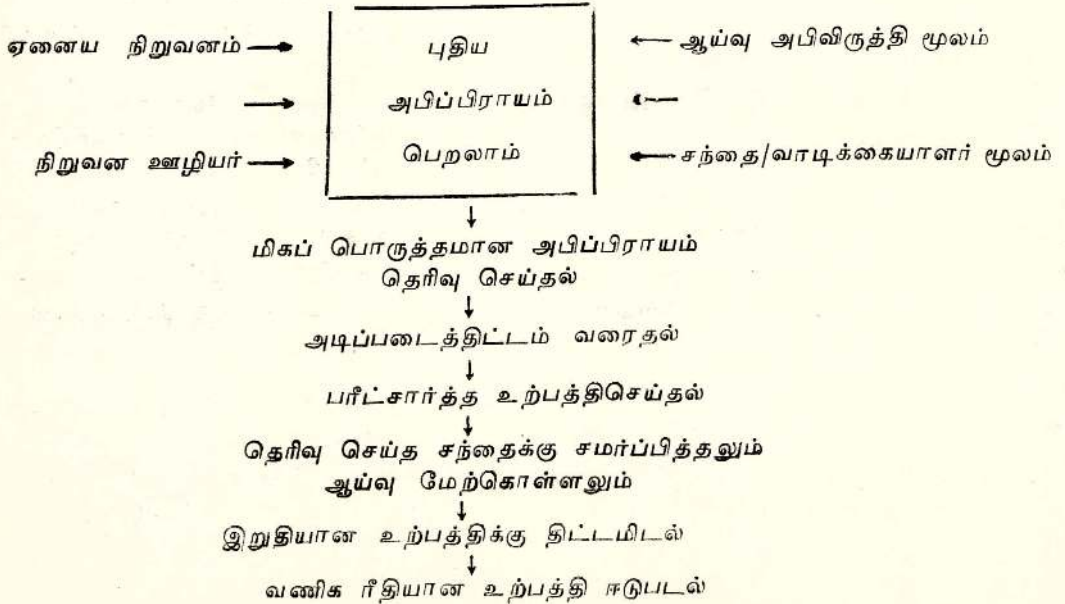 ஏனைய நிறுவனம் → புதிய ← ஆய்வு அபிவிருத்தி மூலம்
→ அபிப்பிராயம் ←
நிறுவன ஊழியர் → பெறலாம் ← சந்தை/வாடிக்கையாளர் மூலம்
↓
மிகப் பொருத்தமான அபிப்பிராயம்
தெரிவு செய்தல்
↓
அடிப்படைத்திட்டம் வரைதல்
↓
பரீட்சார்த்த உற்பத்திசெய்தல்
↓
தெரிவு செய்த சந்தைக்கு சமர்ப்பித்தலும்
ஆய்வு மேற்கொள்ளலும்
↓
இறுதியான உற்பத்திக்கு திட்டமிடல்
↓
வணிக ரீதியான உற்பத்தி ஈடுபடல்